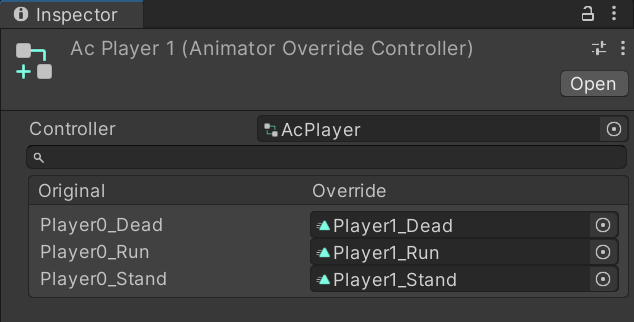 Inspector
Ac Player 1 (Animator Override Controller)
Open
Controller AcPlayer
Original Override
Player0_Dead Player1_Dead
Player0_Run Player1_Run
Player0_Stand Player1_Stand